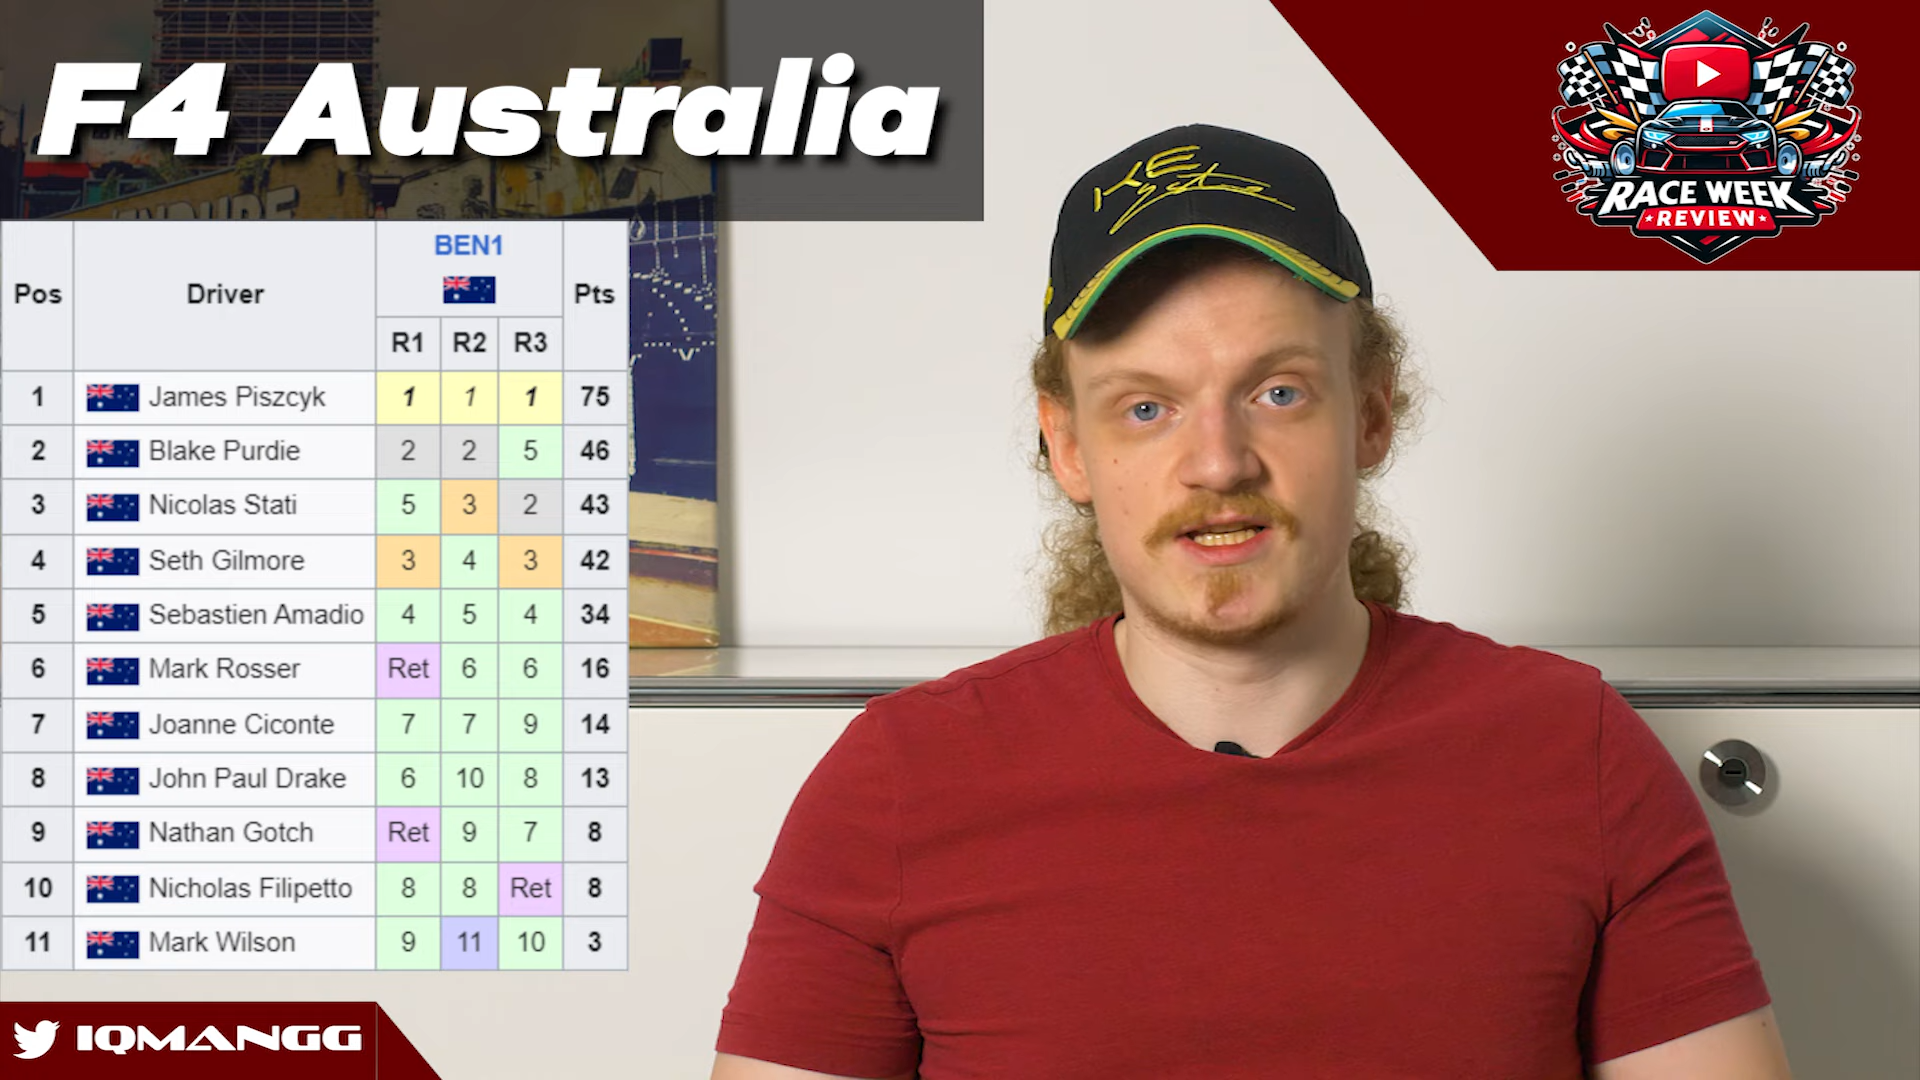 F4 Australia
RACE WEEK
REVIEW
KE
Pos Driver BEN1 Pts
R1 R2 R3
1 James Piszcyk 1 1 1 75
2 Blake Purdie 2 2 5 46
3 Nicolas Stati 5 3 2 43
4 Seth Gilmore 3 4 3 42
5 Sebastien Amadio 4 5 4 34
6 Mark Rosser Ret 6 6 16
7 Joanne Ciconte 7 7 9 14
8 John Paul Drake 6 10 8 13
9 Nathan Gotch Ret 9 7 8
10 Nicholas Filipetto 8 8 Ret 8
11 Mark Wilson 9 11 10 3
IQMANGG